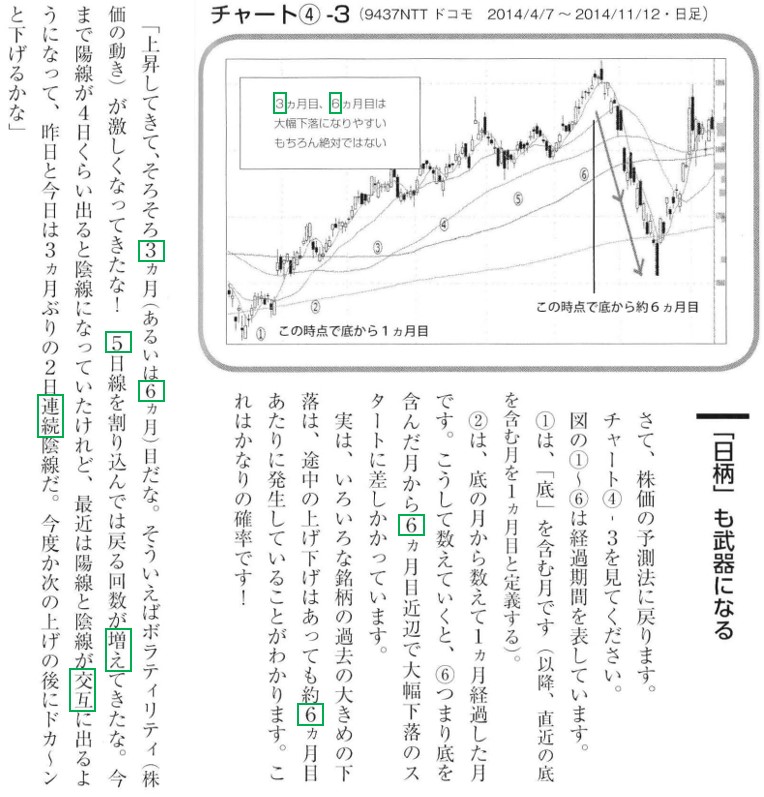 チャート④-3（9437NTTドコモ　2014/4/7～2014/11/12・日足）
3ヵ月目、6ヵ月目は
大幅下落になりやすい
もちろん絶対ではない
①
②
③
④
⑤
⑥
この時点で底から1ヵ月目
この時点で底から約6ヵ月目
「日柄」も武器になる
さて、株価の予測法に戻ります。
チャート④-3を見てください。
図の①～⑥は経過期間を表しています。
①は、「底」を含む月です（以降、直近の底
を含む月を1ヵ月目と定義する）。
②は、底の月から数えて1ヵ月経過した月
です。こうして数えていくと、⑥つまり底を
含んだ月から6ヵ月目近辺で大幅下落のス
タートに差しかかっています。
実は、いろいろな銘柄の過去の大きめの下
落は、途中の上げ下げはあっても約6ヵ月目
あたりに発生していることがわかります。こ
れはかなりの確率です！
「上昇してきて、そろそろ3ヵ月（あるいは6ヵ月）目だな。そういえばボラティリティ（株
価の動き）が激しくなってきたな！　5日線を割り込んでは戻る回数が増えてきたな。今
まで陽線が4日くらい出ると陰線になっていたけれど、最近は陽線と陰線が交互に出るよ
うになって、昨日と今日は3ヵ月ぶりの2日連続陰線だ。今度か次の上げの後にドカ～ン
と下げるかな」